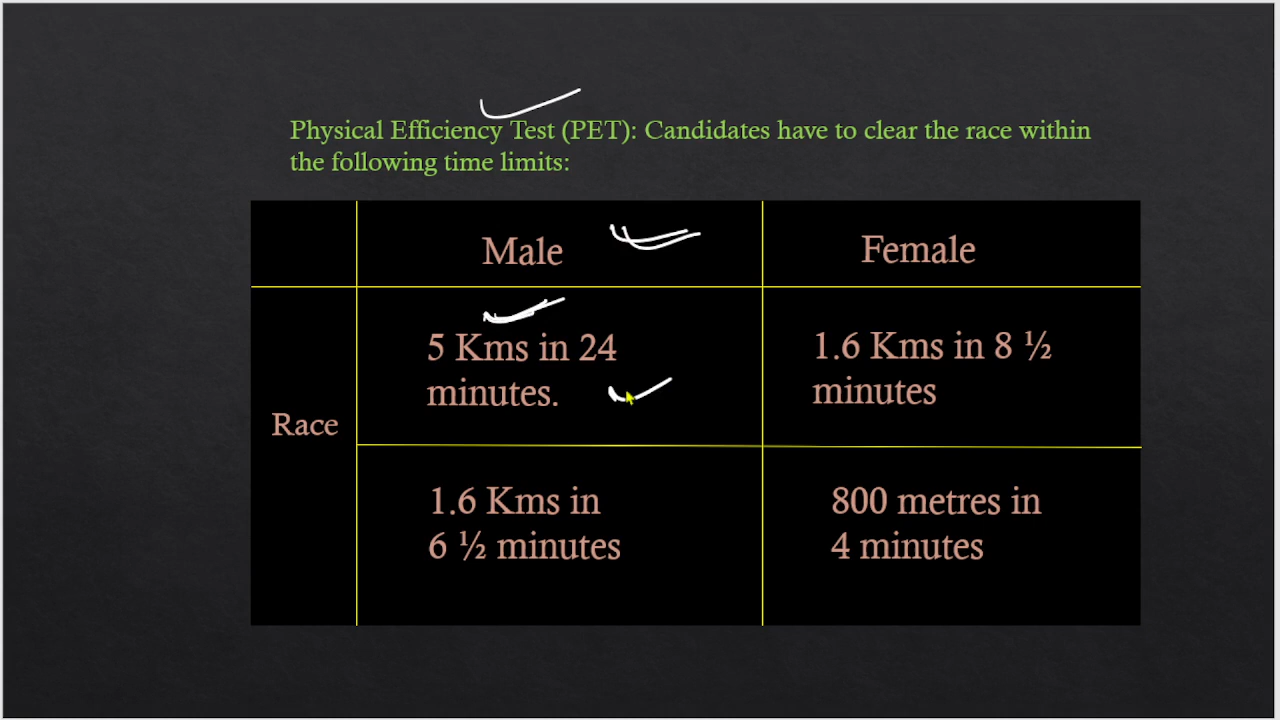 Physical Efficiency Test (PET): Candidates have to clear the race within
the following time limits:
Male
Female
Race
5 Kms in 24
minutes.
1.6 Kms in 8 ½
minutes
1.6 Kms in
6 ½ minutes
800 metres in
4 minutes